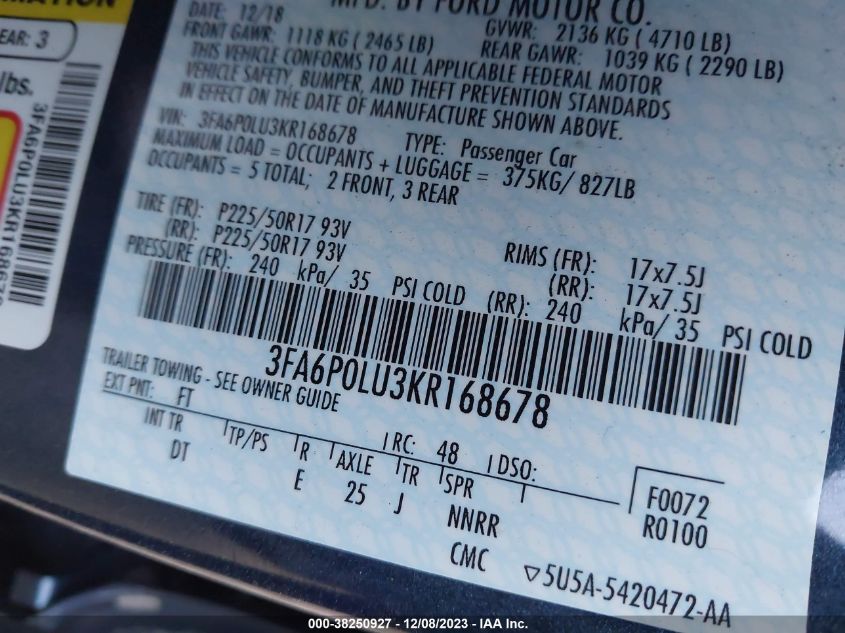 MFD. BY FORD MOTOR CO.
DATE: 12/18
GVWR: 2136 KG ( 4710 LB)
FRONT GAWR: 1118 KG ( 2465 LB)
REAR GAWR: 1039 KG ( 2290 LB)
THIS VEHICLE CONFORMS TO ALL APPLICABLE FEDERAL MOTOR
VEHICLE SAFETY, BUMPER, AND THEFT PREVENTION STANDARDS
IN EFFECT ON THE DATE OF MANUFACTURE SHOWN ABOVE.
VIN: 3FA6P0LU3KR168678
TYPE: Passenger Car
MAXIMUM LOAD = OCCUPANTS + LUGGAGE = 375KG/ 827LB
OCCUPANTS = 5 TOTAL; 2 FRONT, 3 REAR
TIRE (FR): P225/50R17 93V
RIMS (FR): 17x7.5J
(RR): P225/50R17 93V
(RR): 17x7.5J
PRESSURE (FR): 240 kPa/ 35 PSI COLD (RR): 240 kPa/ 35 PSI COLD
3FA6P0LU3KR168678
TRAILER TOWING - SEE OWNER GUIDE
EXT PNT: FT
RC: 48 DSO:
INT TR TP/PS R AXLE TR SPR
DT E 25 J NNRR
CMC
F0072
R0100
5U5A-5420472-AA
EAR: 3
lbs.
000-38250927 - 12/08/2023 - IAA Inc.